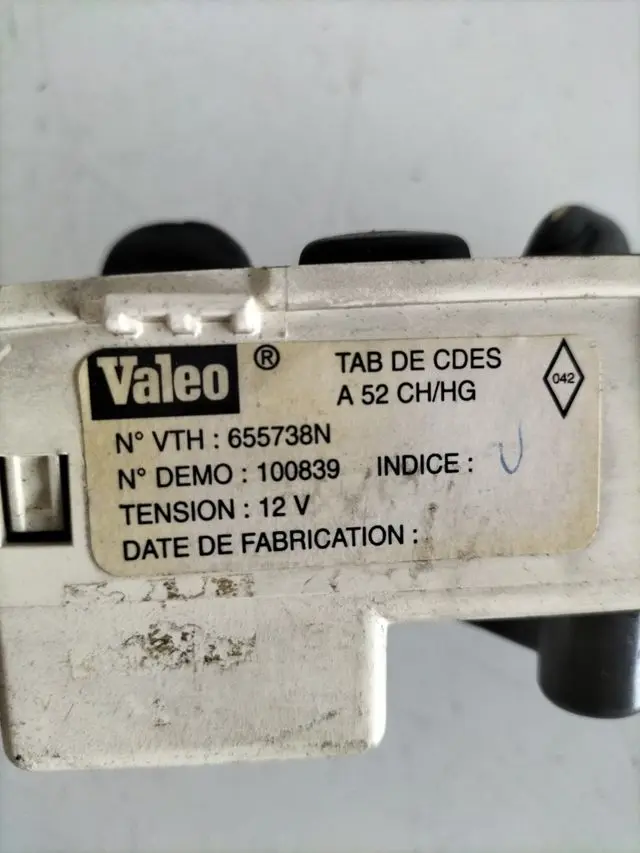 Valeo ® TAB DE CDES
A 52 CH/HG
042
N° VTH : 655738N
N° DEMO : 100839 INDICE : J
TENSION : 12 V
DATE DE FABRICATION :